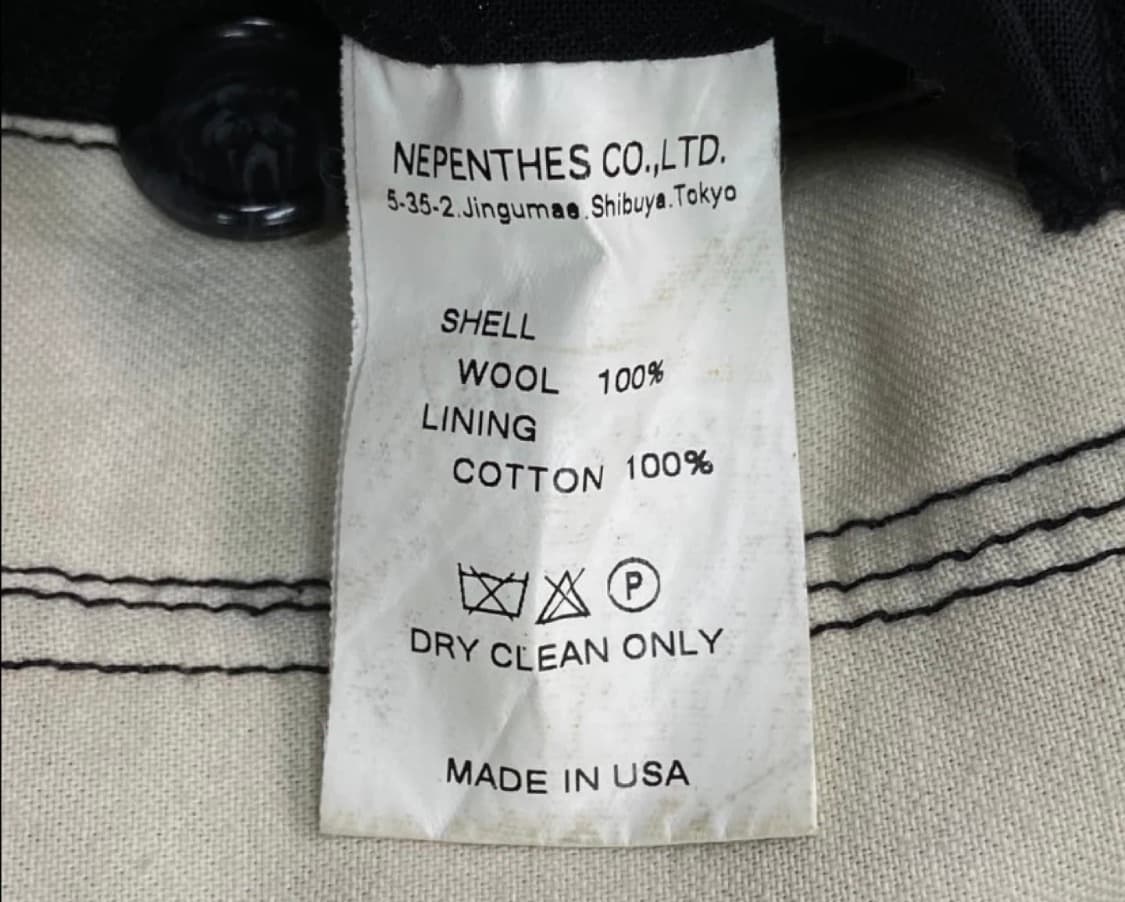 NEPENTHES CO.,LTD.
5-35-2.Jingumae.Shibuya.Tokyo
SHELL
WOOL 100%
LINING
COTTON 100%
P
DRY CLEAN ONLY
MADE IN USA